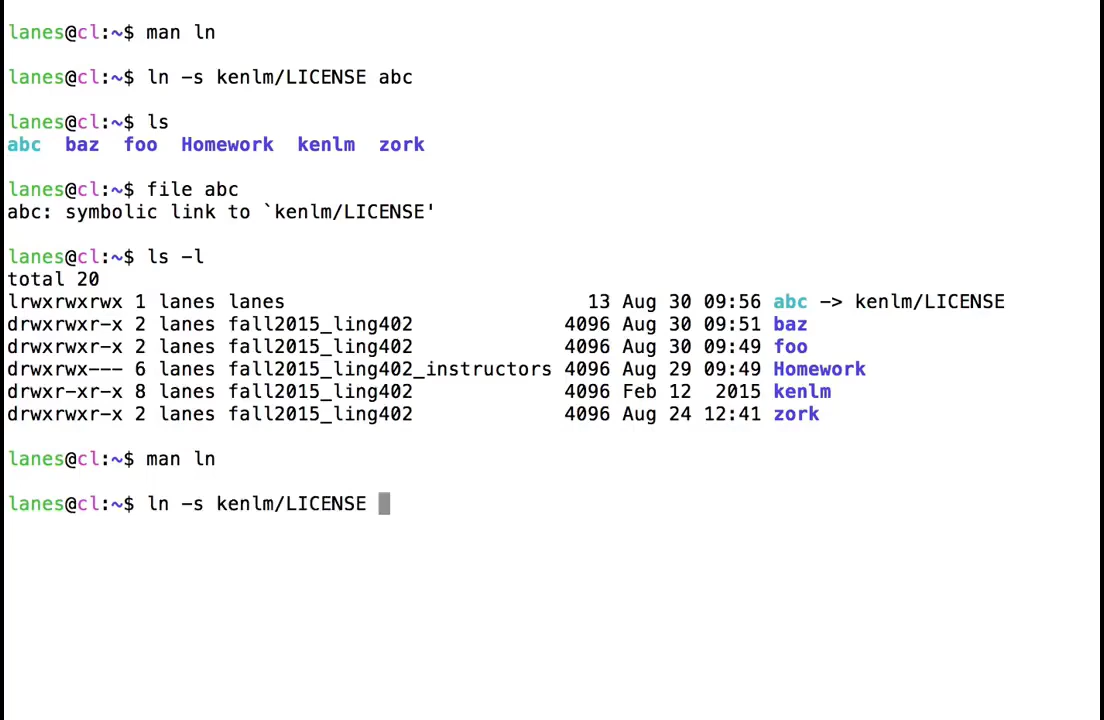 lanes@cl:~$ man ln
lanes@cl:~$ ln -s kenlm/LICENSE abc
lanes@cl:~$ ls
abc  baz  foo  Homework  kenlm  zork
lanes@cl:~$ file abc
abc: symbolic link to `kenlm/LICENSE'
lanes@cl:~$ ls -l
total 20
lrwxrwxrwx 1 lanes lanes                          13 Aug 30 09:56 abc -> kenlm/LICENSE
drwxrwxr-x 2 lanes fall2015_ling402             4096 Aug 30 09:51 baz
drwxrwxr-x 2 lanes fall2015_ling402             4096 Aug 30 09:49 foo
drwxrwx--- 6 lanes fall2015_ling402_instructors 4096 Aug 29 09:49 Homework
drwxr-xr-x 8 lanes fall2015_ling402             4096 Feb 12  2015 kenlm
drwxrwxr-x 2 lanes fall2015_ling402             4096 Aug 24 12:41 zork
lanes@cl:~$ man ln
lanes@cl:~$ ln -s kenlm/LICENSE